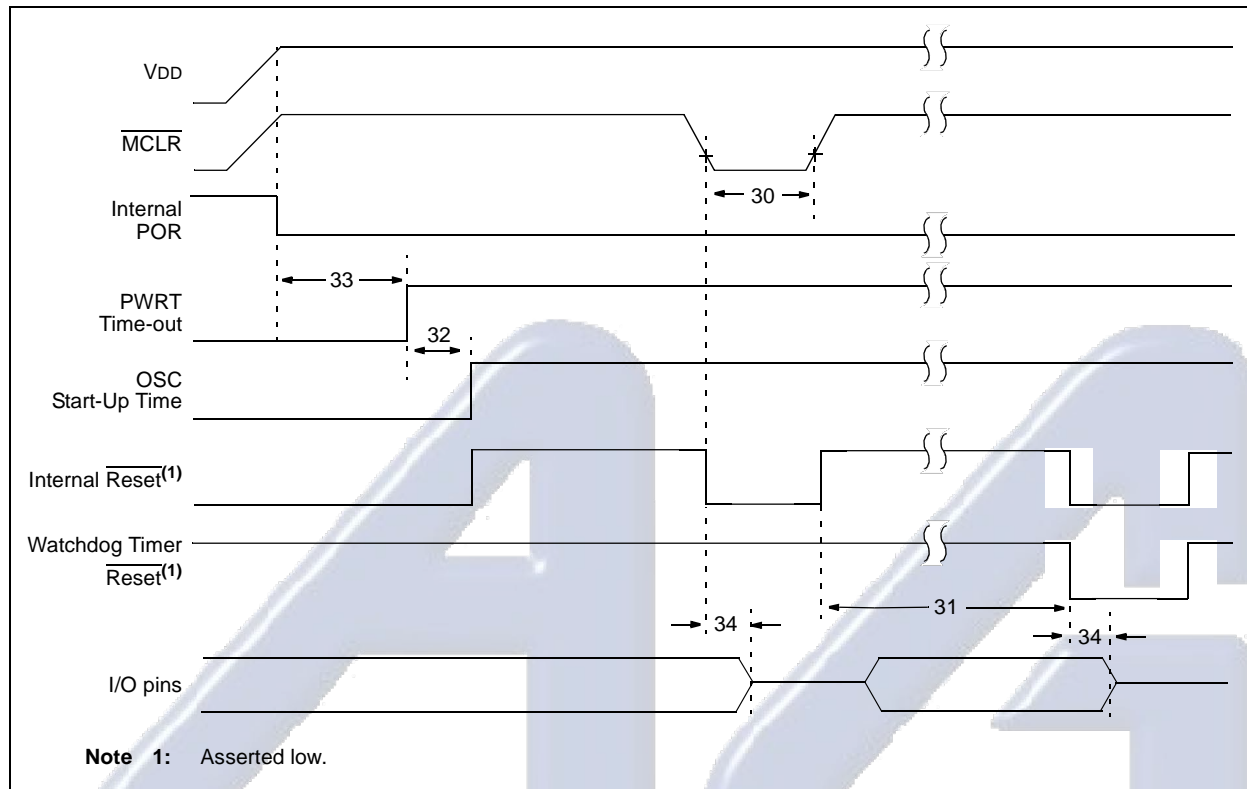 VDD
MCLR
Internal
POR
30
33
PWRT
Time-out
32
OSC
Start-Up Time
Internal Reset(1)
Watchdog Timer
Reset(1)
31
34
34
I/O pins
Note 1: Asserted low.